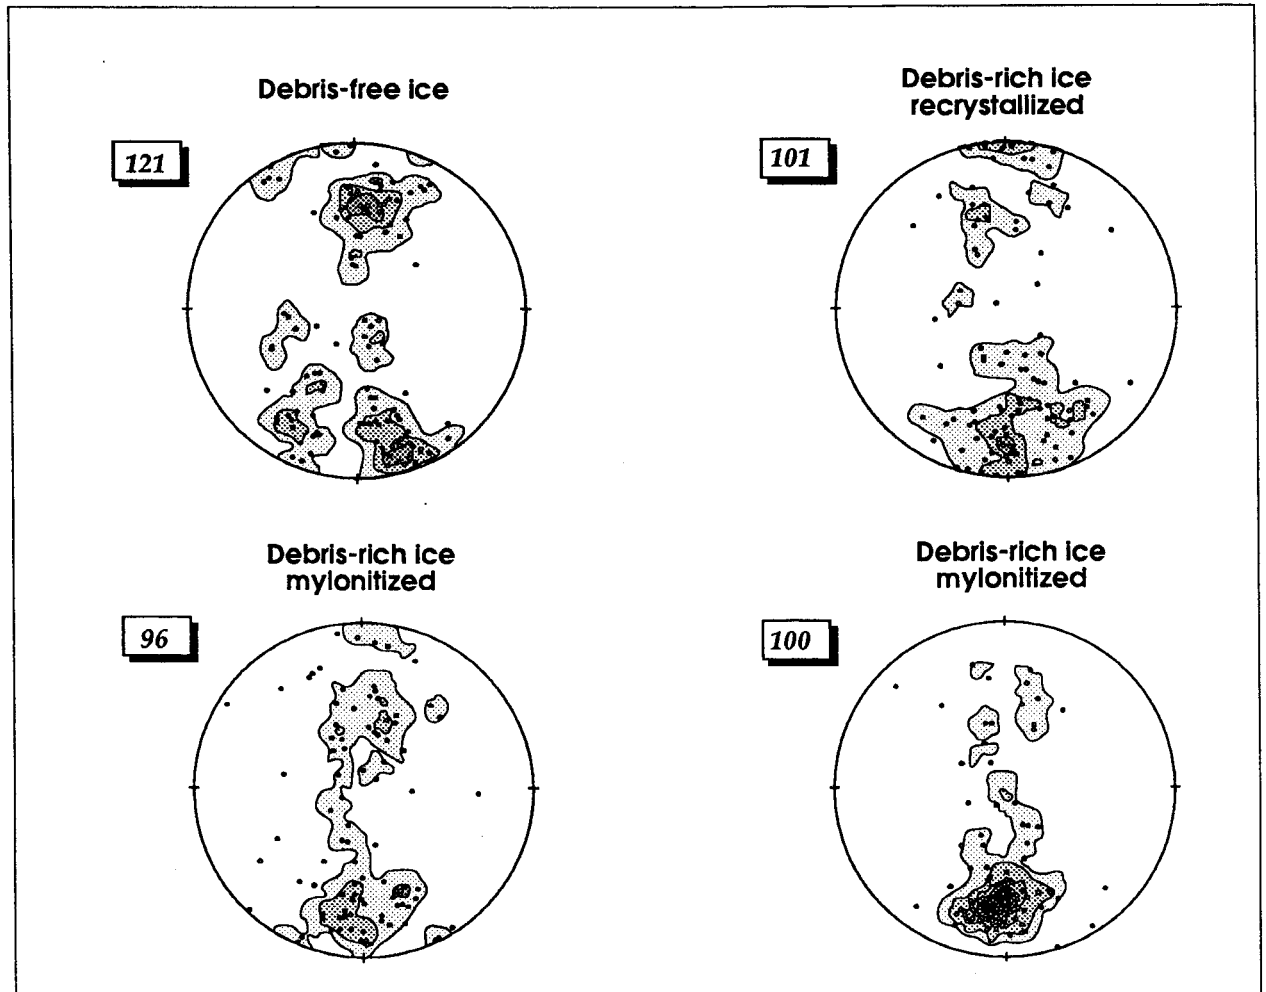 Debris-free ice
121
Debris-rich ice
recrystallized
101
Debris-rich ice
mylonitized
96
Debris-rich ice
mylonitized
100